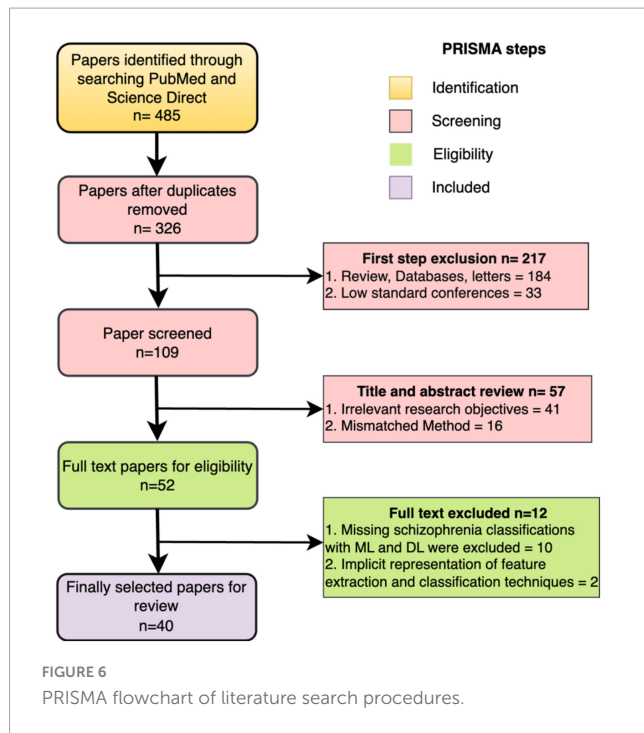 Papers identified through
searching PubMed and
Science Direct
n= 485
PRISMA steps
Identification
Screening
Eligibility
Included
Papers after duplicates
removed
n= 326
First step exclusion n= 217
1. Review, Databases, letters = 184
2. Low standard conferences = 33
Paper screened
n=109
Title and abstract review n= 57
1. Irrelevant research objectives = 41
2. Mismatched Method = 16
Full text papers for eligibility
n=52
Full text excluded n=12
1. Missing schizophrenia classifications
with ML and DL were excluded = 10
2. Implicit representation of feature
extraction and classification techniques = 2
Finally selected papers for
review
n=40
FIGURE 6
PRISMA flowchart of literature search procedures.